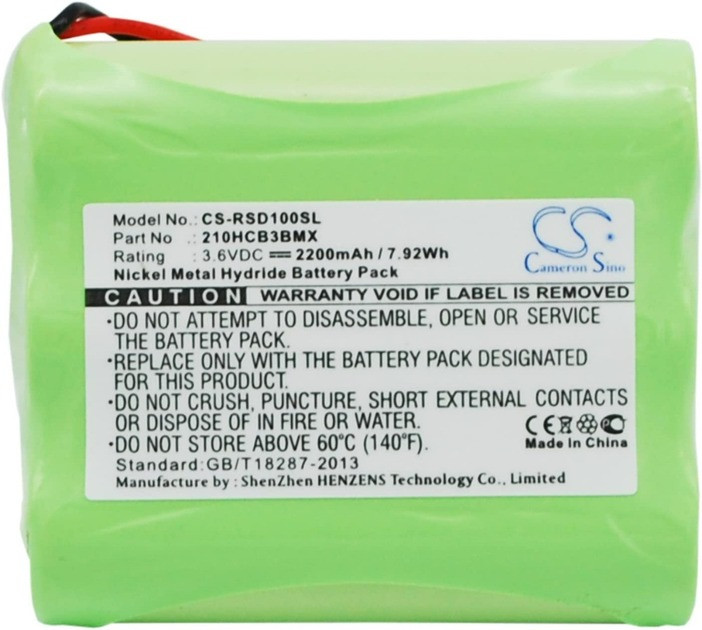 Model No.: CS-RSD100SL
Part No .: 210HCB3BMX
Rating : 3.6VDC ⎓ 2200mAh / 7.92Wh
Nickel Metal Hydride Battery Pack
CS
Cameron Sino
CAUTION WARRANTY VOID IF LABEL IS REMOVED
·DO NOT ATTEMPT TO DISASSEMBLE, OPEN OR SERVICE
THE BATTERY PACK.
·REPLACE ONLY WITH THE BATTERY PACK DESIGNATED
FOR THIS PRODUCT.
·DO NOT CRUSH, PUNCTURE, SHORT EXTERNAL CONTACTS
OR DISPOSE OF IN FIRE OR WATER.
·DO NOT STORE ABOVE 60°C (140°F).
CE
Made In China
Standard:GB/T18287-2013
Manufactured by : ShenZhen HENZENS Technology Co., Limited